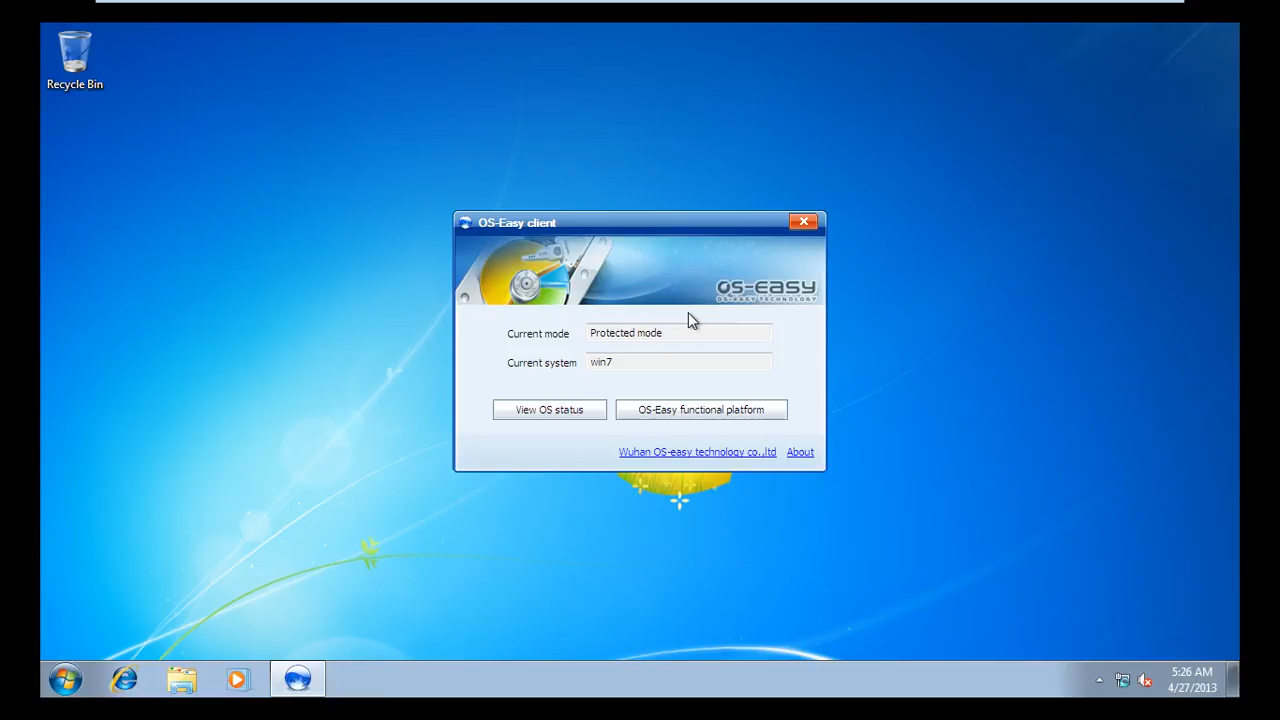 Recycle Bin
OS-Easy client
OS-EASY
OS-EASY TECHNOLOGY
Current mode Protected mode
Current system win7
View OS status OS-Easy functional platform
Wuhan OS-easy technology co.,ltd About
5:26 AM
4/27/2013